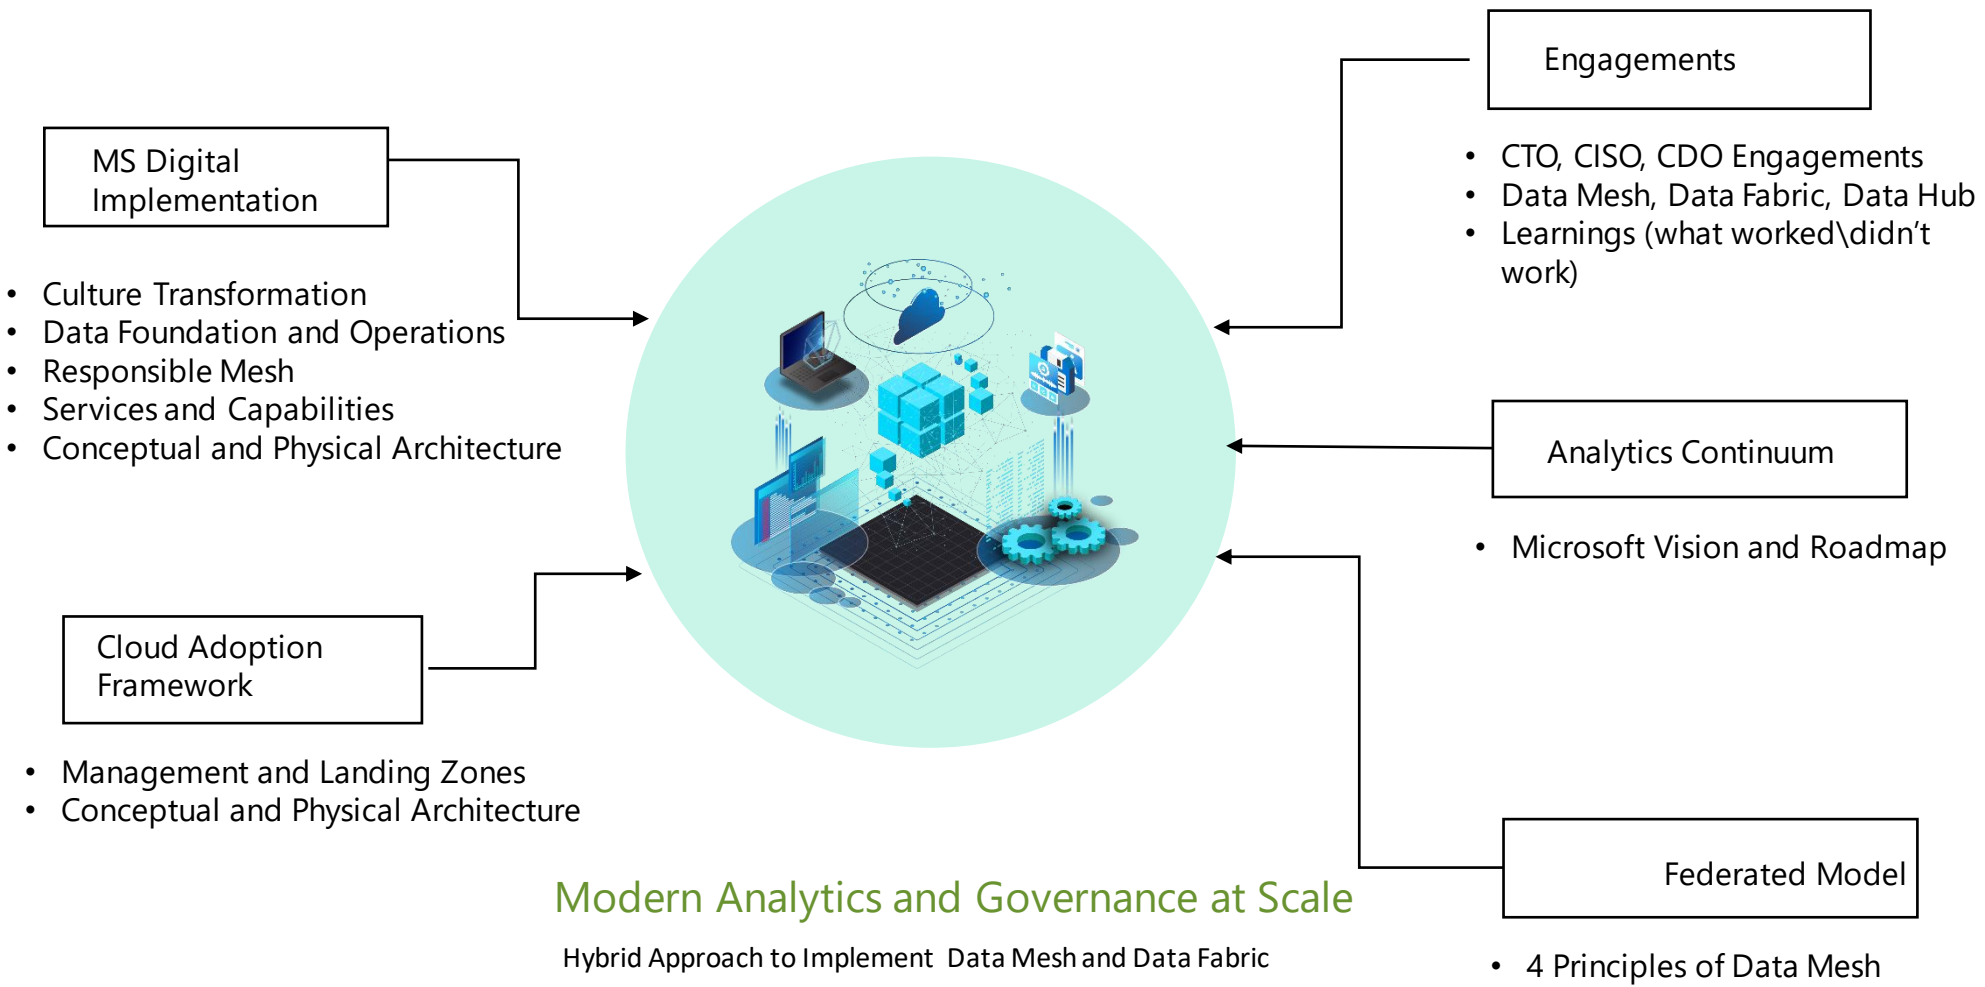 MS Digital
Implementation
• Culture Transformation
• Data Foundation and Operations
• Responsible Mesh
• Services and Capabilities
• Conceptual and Physical Architecture
Cloud Adoption
Framework
• Management and Landing Zones
• Conceptual and Physical Architecture
Engagements
• CTO, CISO, CDO Engagements
• Data Mesh, Data Fabric, Data Hub
• Learnings (what worked\didn’t
work)
Analytics Continuum
• Microsoft Vision and Roadmap
Federated Model
• 4 Principles of Data Mesh
Modern Analytics and Governance at Scale
Hybrid Approach to Implement Data Mesh and Data Fabric